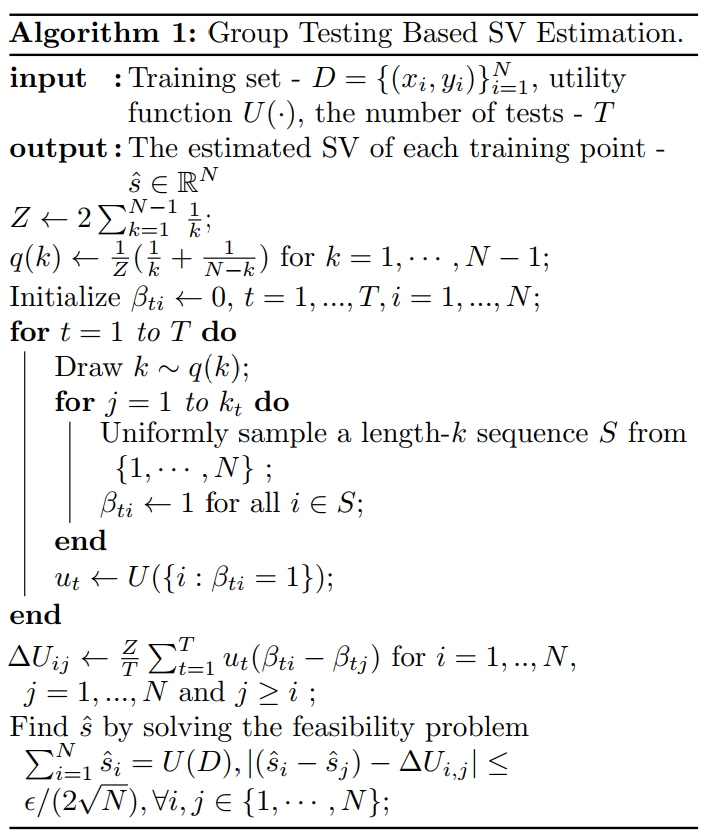 Algorithm 1: Group Testing Based SV Estimation.
input : Training set - $D = \{(x_i, y_i)\}_{i=1}^{N}$, utility
function $U(\cdot)$, the number of tests - $T$
output : The estimated SV of each training point -
$\hat{s} \in \mathbb{R}^N$
$Z \leftarrow 2 \sum_{k=1}^{N-1} \frac{1}{k}$;
$q(k) \leftarrow \frac{1}{Z}(\frac{1}{k} + \frac{1}{N-k})$ for $k = 1, \cdots, N-1$;
Initialize $\beta_{ti} \leftarrow 0$, $t = 1, ..., T, i = 1, ..., N$;
for $t = 1$ to $T$ do
Draw $k \sim q(k)$;
for $j = 1$ to $k_t$ do
Uniformly sample a length-$k$ sequence $S$ from
$\{1, \cdots, N\}$ ;
$\beta_{ti} \leftarrow 1$ for all $i \in S$;
end
$u_t \leftarrow U(\{i : \beta_{ti} = 1\})$;
end
$\Delta U_{ij} \leftarrow \frac{Z}{T} \sum_{t=1}^{T} u_t(\beta_{ti} - \beta_{tj})$ for $i = 1, .., N$,
$j = 1, ..., N$ and $j \geq i$ ;
Find $\hat{s}$ by solving the feasibility problem
$\sum_{i=1}^{N} \hat{s}_i = U(D), |(\hat{s}_i - \hat{s}_j) - \Delta U_{i,j}| \leq$
$\epsilon/(2\sqrt{N}), \forall i, j \in \{1, \cdots, N\}$;